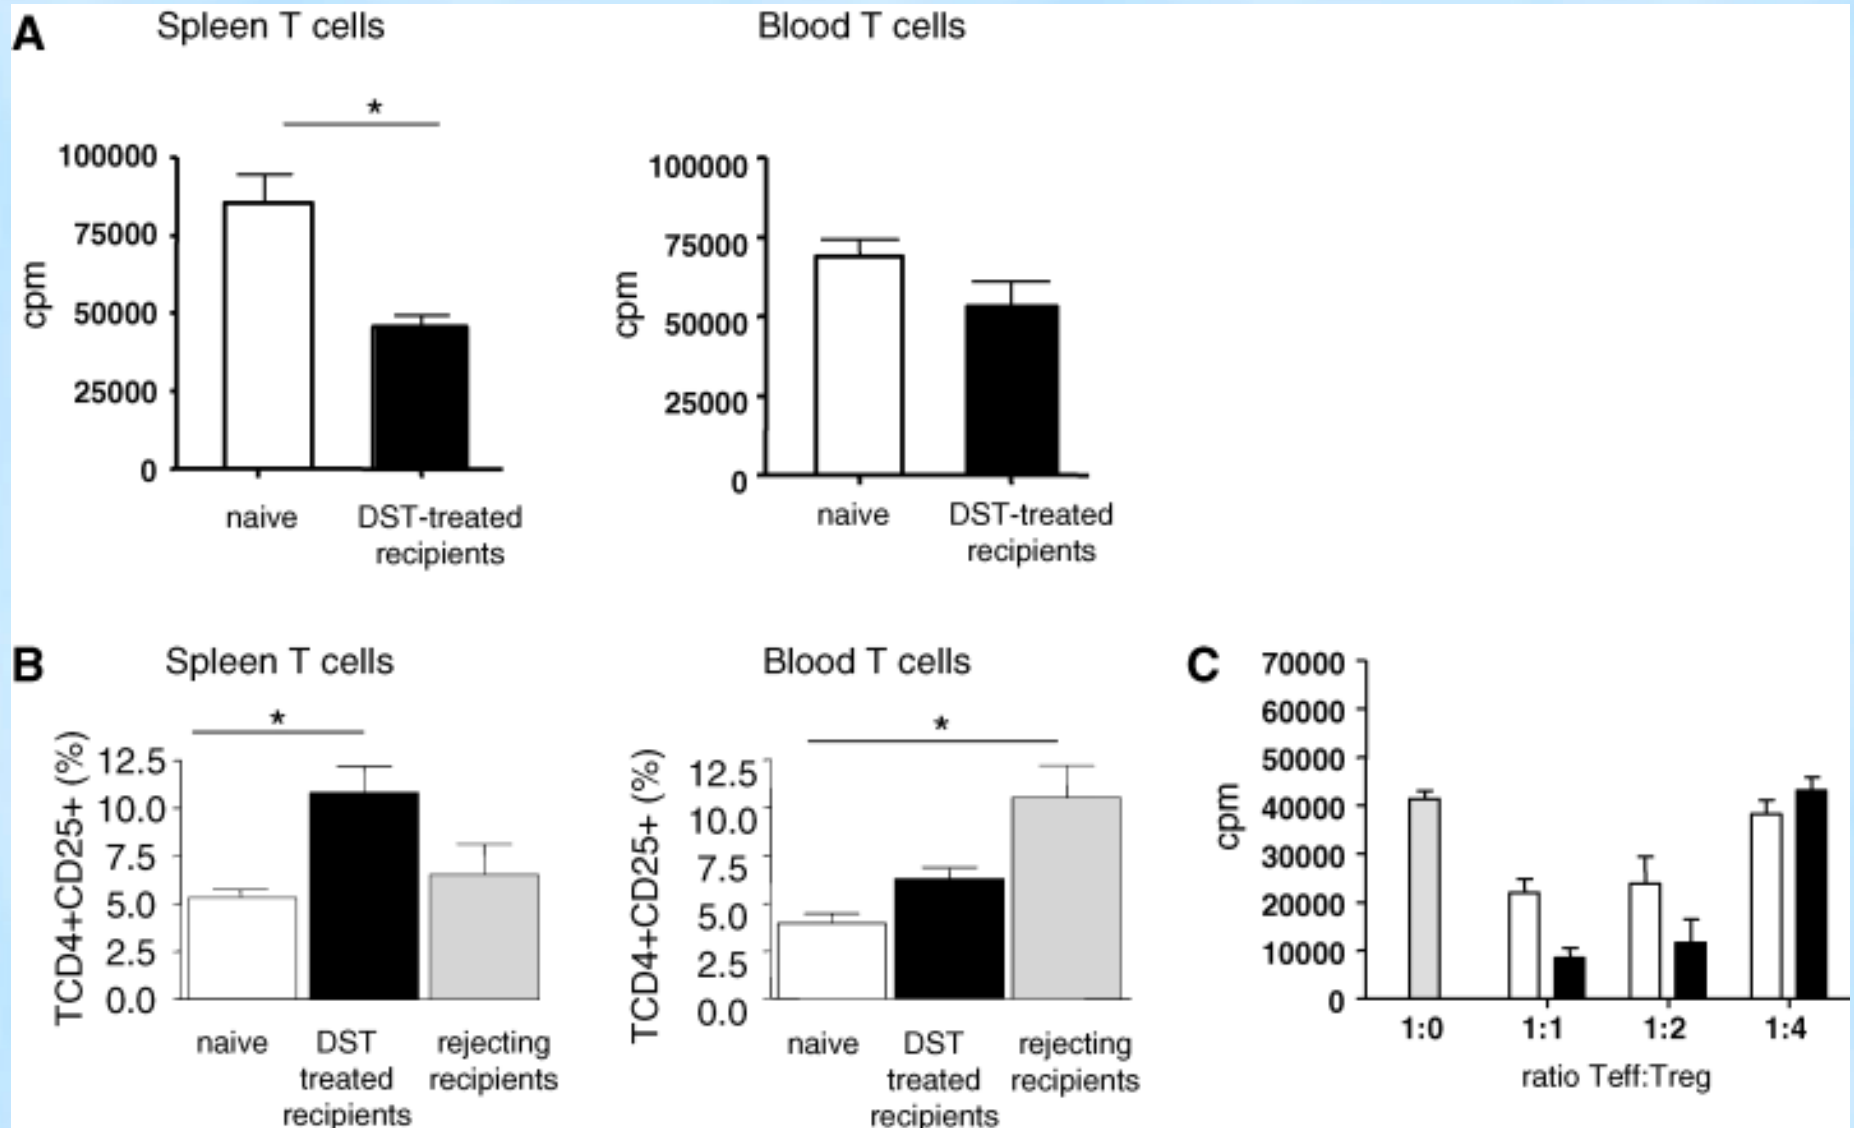 A
Spleen T cells
Blood T cells
*
cpm
100000
75000
50000
25000
0
naive
DST-treated
recipients
cpm
100000
75000
50000
25000
0
naive
DST-treated
recipients
B
Spleen T cells
*
TCD4+CD25+ (%)
12.5
10.0
7.5
5.0
2.5
0.0
naive
DST
treated
recipients
rejecting
recipients
Blood T cells
*
TCD4+CD25+ (%)
12.5
10.0
7.5
5.0
2.5
0.0
naive
DST
treated
recipients
rejecting
recipients
C
cpm
70000
60000
50000
40000
30000
20000
10000
0
1:0 1:1 1:2 1:4
ratio Teff:Treg